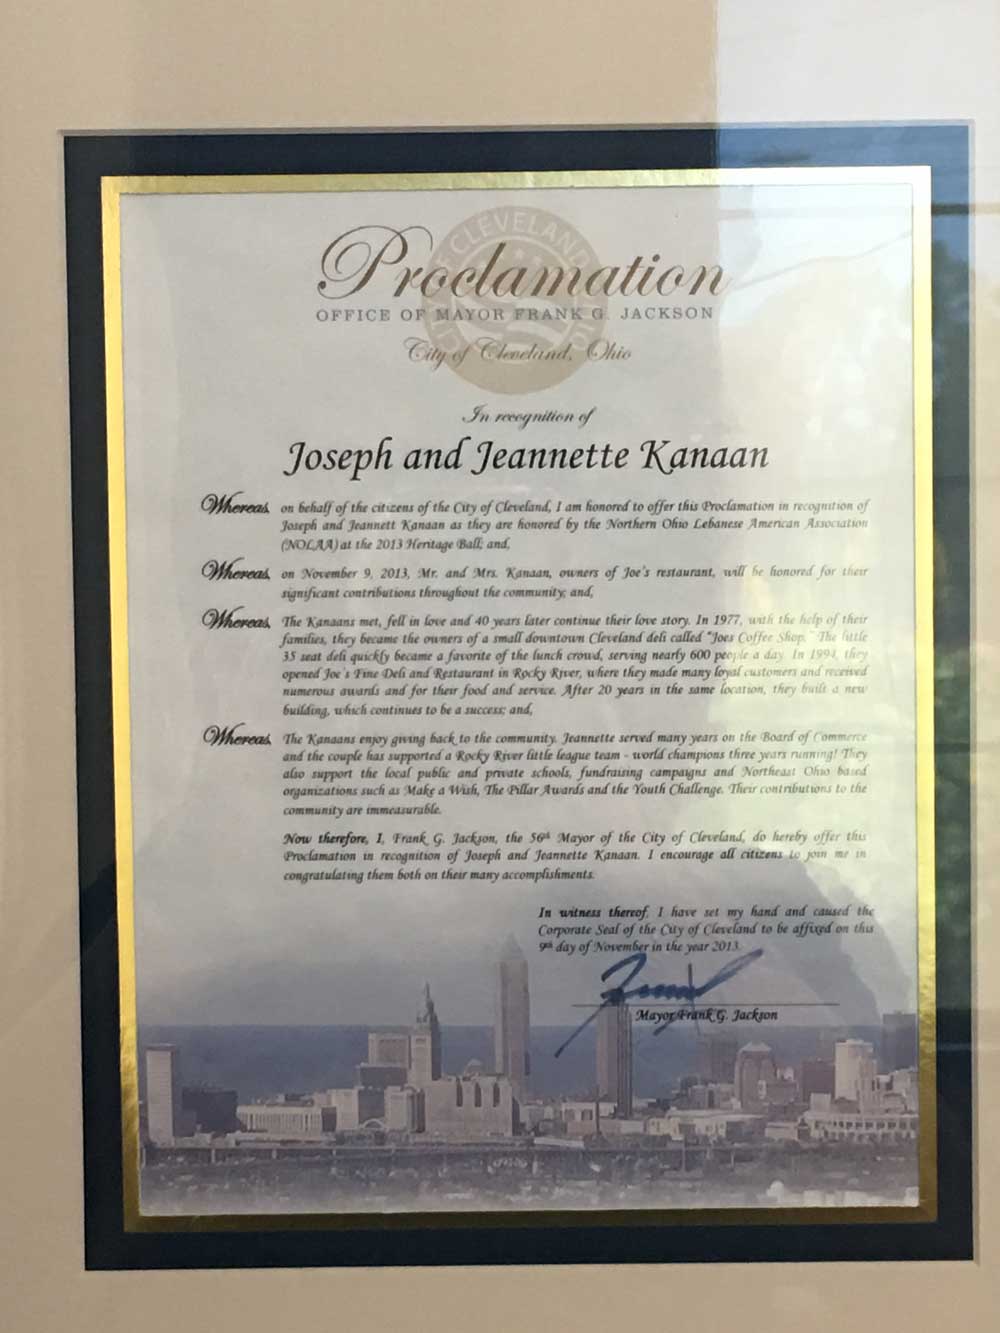 Proclamation
OFFICE OF MAYOR FRANK G. JACKSON
City of Cleveland, Ohio
In recognition of
Joseph and Jeannette Kanaan
Whereas, on behalf of the citizens of the City of Cleveland, I am honored to offer this Proclamation in recognition of
Joseph and Jeannett Kanaan as they are honored by the Northern Ohio Lebanese American Association
(NOLAA) at the 2013 Heritage Ball; and,
Whereas, on November 9, 2013, Mr. and Mrs. Kanaan, owners of Joe's restaurant, will be honored for their
significant contributions throughout the community; and,
Whereas, The Kanaans met, fell in love and 40 years later continue their love story. In 1977, with the help of their
families, they became the owners of a small downtown Cleveland deli called "Joes Coffee Shop." The little
35 seat deli quickly became a favorite of the lunch crowd, serving nearly 600 people a day. In 1994, they
opened Joe's Fine Deli and Restaurant in Rocky River, where they made many loyal customers and received
numerous awards and for their food and service. After 20 years in the same location, they built a new
building, which continues to be a success; and,
Whereas, The Kanaans enjoy giving back to the community. Jeannette served many years on the Board of Commerce
and the couple has supported a Rocky River little league team - world champions three years running! They
also support the local public and private schools, fundraising campaigns and Northeast Ohio based
organizations such as Make a Wish, The Pillar Awards and the Youth Challenge. Their contributions to the
community are immeasurable.
Now therefore, I, Frank G. Jackson, the 56th Mayor of the City of Cleveland, do hereby offer this
Proclamation in recognition of Joseph and Jeannette Kanaan. I encourage all citizens to join me in
congratulating them both on their many accomplishments.
In witness thereof, I have set my hand and caused the
Corporate Seal of the City of Cleveland to be affixed on this
9th day of November in the year 2013.
Mayor Frank G. Jackson